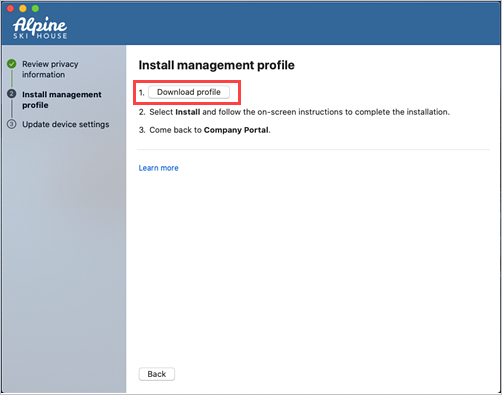 Alpine
SKI HOUSE
Review privacy
information
2 Install management
profile
3 Update device settings
Install management profile
1. Download profile
2. Select Install and follow the on-screen instructions to complete the installation.
3. Come back to Company Portal.
Learn more
Back